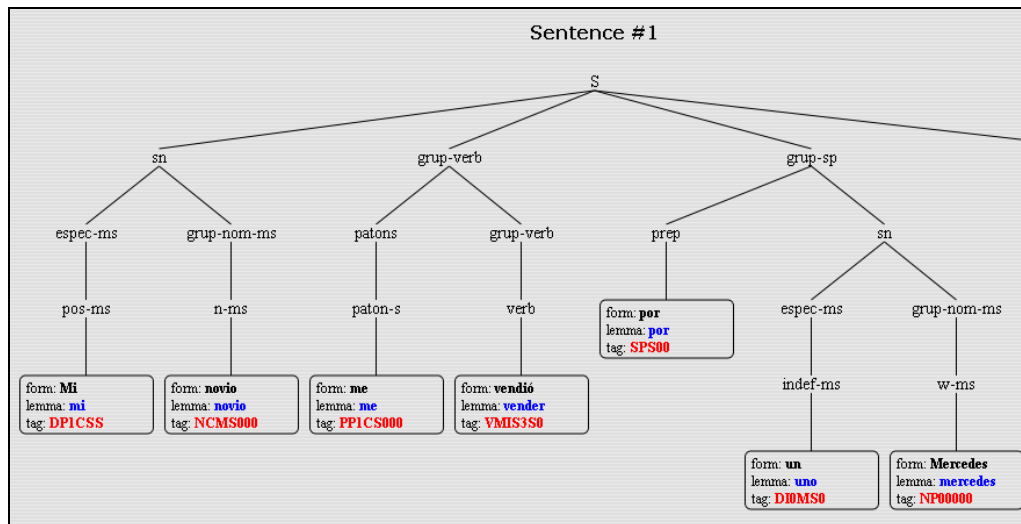 Sentence #1
S
sn grup-verb grup-sp
espec-ms grup-nom-ms patons grup-verb prep sn
pos-ms n-ms paton-s verb espec-ms grup-nom-ms
form: por
lemma: por
tag: SPS00
indef-ms w-ms
form: Mi
lemma: mi
tag: DP1CSS
form: novio
lemma: novio
tag: NCMS000
form: me
lemma: me
tag: PP1CS000
form: vendió
lemma: vender
tag: VMIS3S0
form: un
lemma: uno
tag: DI0MS0
form: Mercedes
lemma: mercedes
tag: NP00000